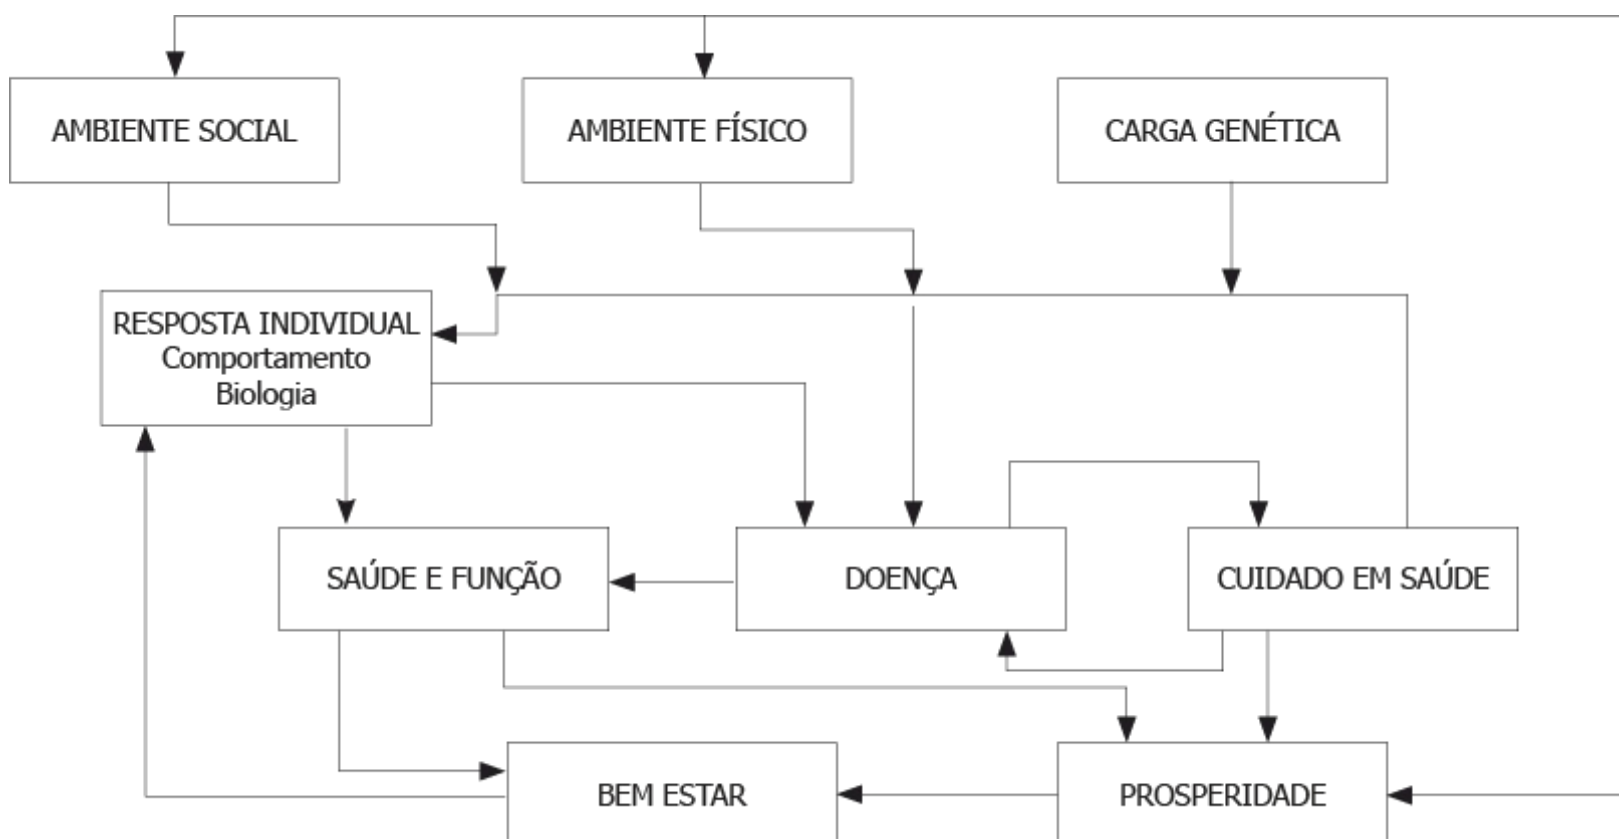 AMBIENTE SOCIAL
AMBIENTE FÍSICO
CARGA GENÉTICA
RESPOSTA INDIVIDUAL
Comportamento
Biologia
SAÚDE E FUNÇÃO
DOENÇA
CUIDADO EM SAÚDE
BEM ESTAR
PROSPERIDADE